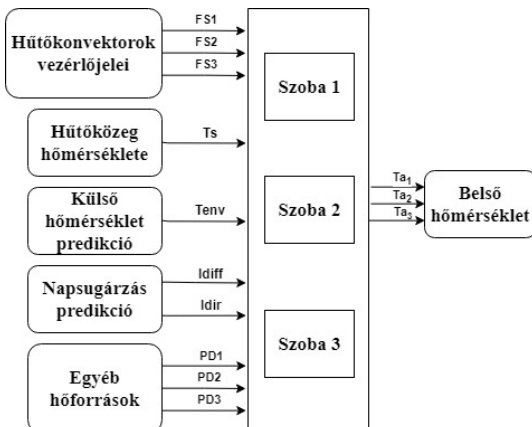 Hűtőkonvektorok
vezérlőjelei
FS1
FS2
FS3
Szoba 1
Hűtőközeg
hőmérséklete
Ts
Külső
hőmérséklet
predikció
Tenv
Szoba 2
Ta1
Ta2
Ta3
Belső
hőmérséklet
Napsugárzás
predikció
Idiff
Idir
Szoba 3
Egyéb
hőforrások
PD1
PD2
PD3